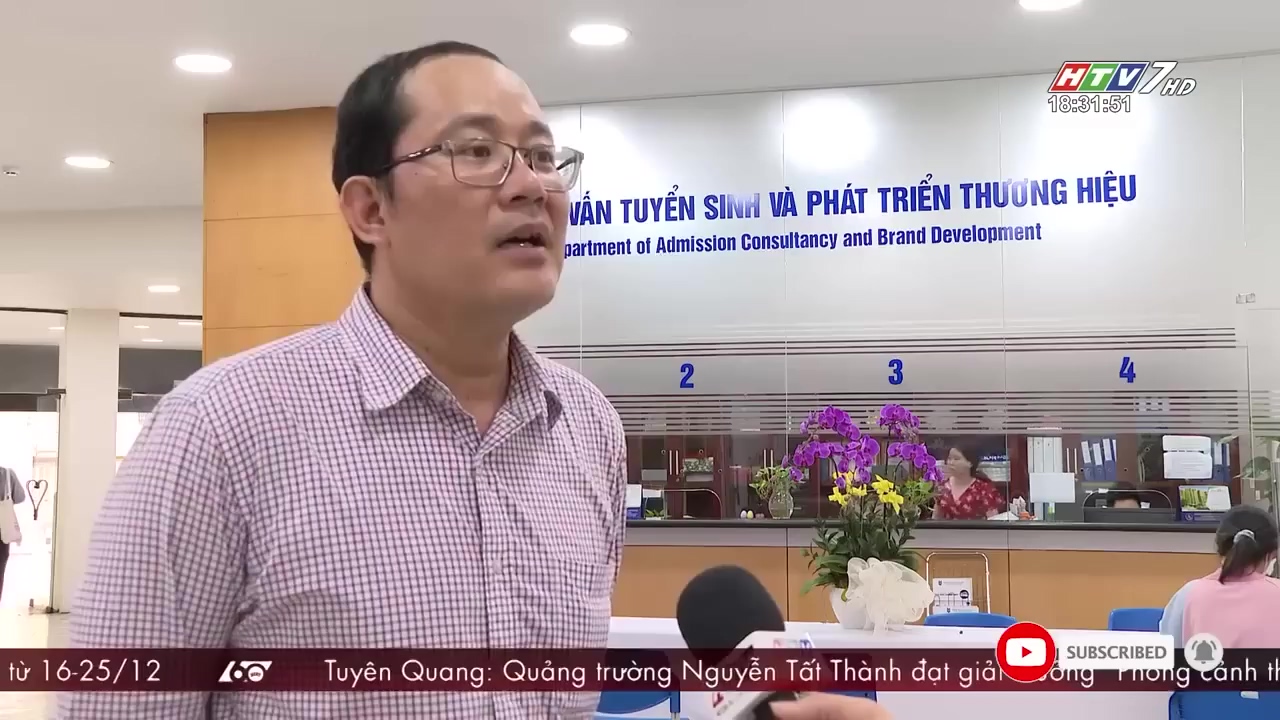 HTV7 HD
18:31:51
VẤN TUYỂN SINH VÀ PHÁT TRIỂN THƯƠNG HIỆU
partment of Admission Consultancy and Brand Development
2 3 4
từ 16-25/12 60 Tuyên Quang: Quảng trường Nguyễn Tất Thành đạt giải "Phong cảnh
SUBSCRIBED